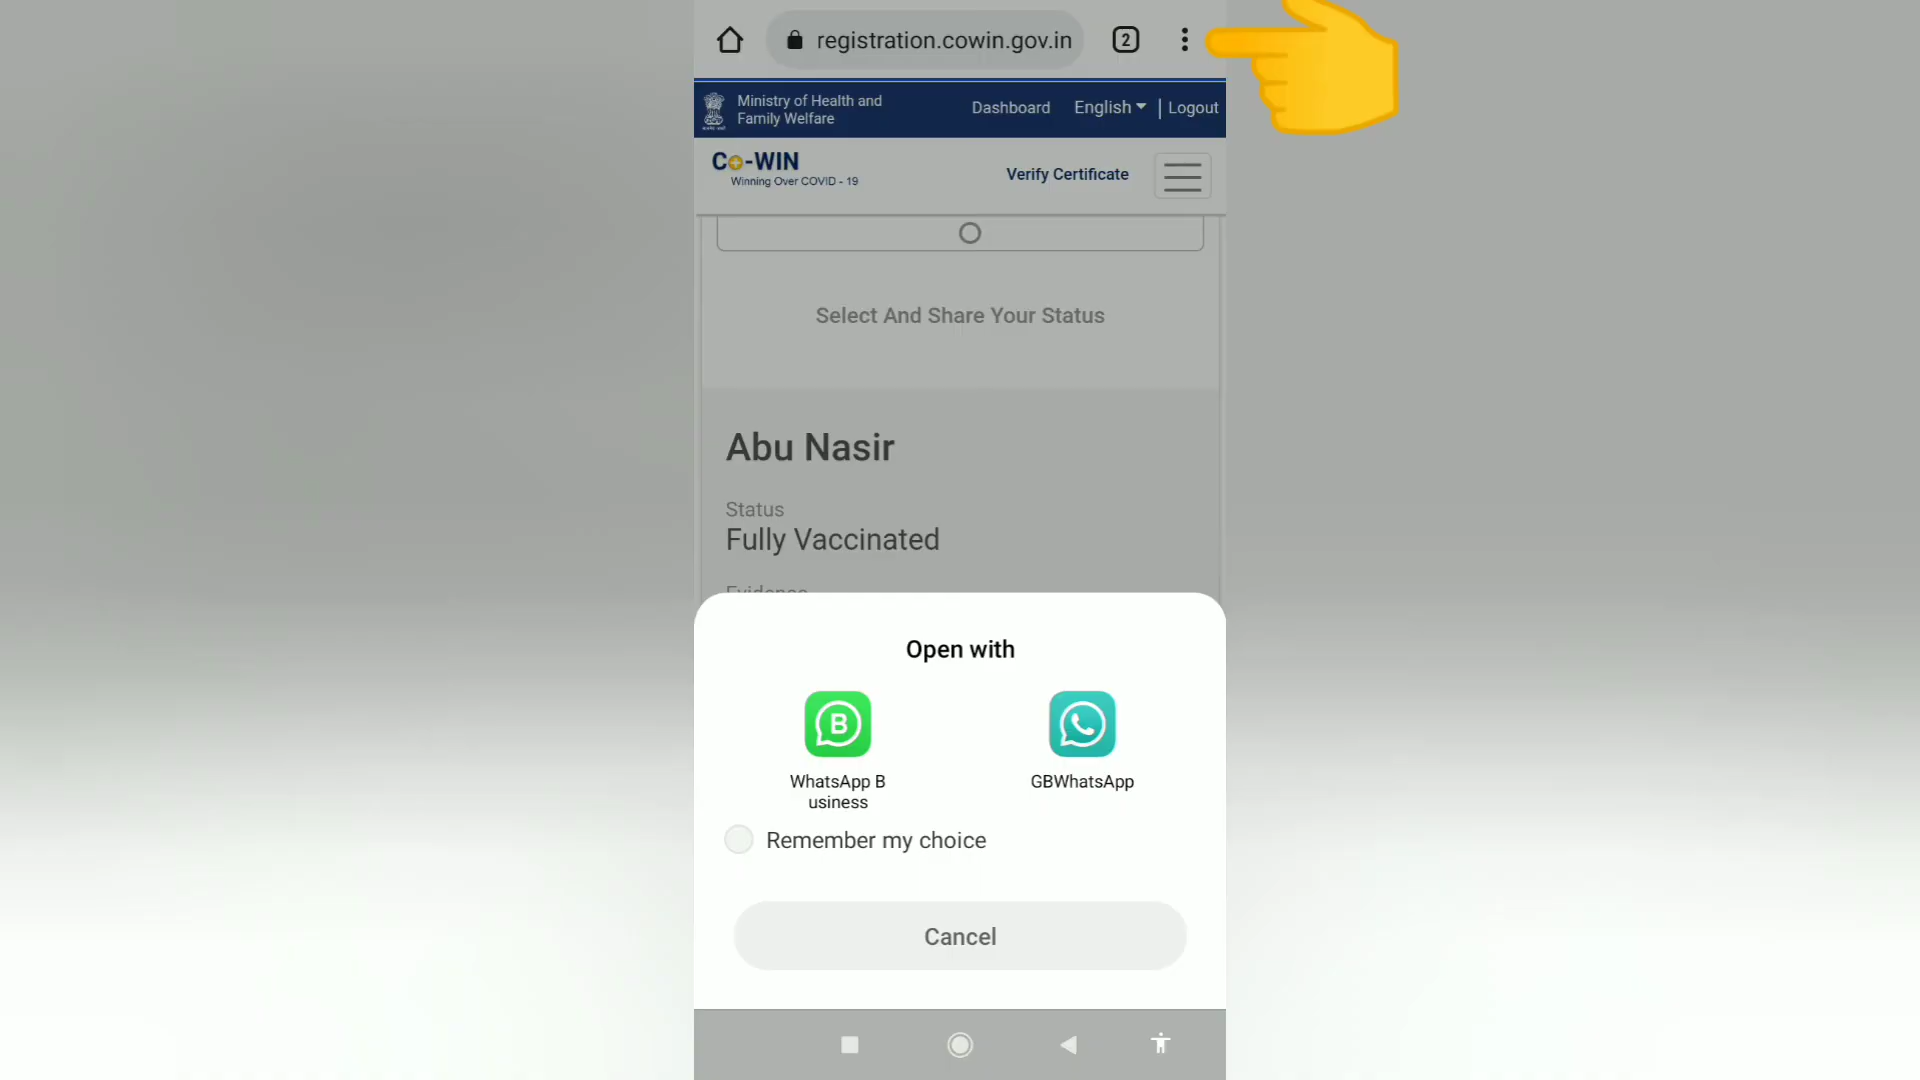 registration.cowin.gov.in 2
Ministry of Health and
Family Welfare
Dashboard English | Logout
Co-WIN
Winning Over COVID - 19
Verify Certificate
Select And Share Your Status
Abu Nasir
Status
Fully Vaccinated
Evidence
Open with
WhatsApp B
usiness
GBWhatsApp
Remember my choice
Cancel